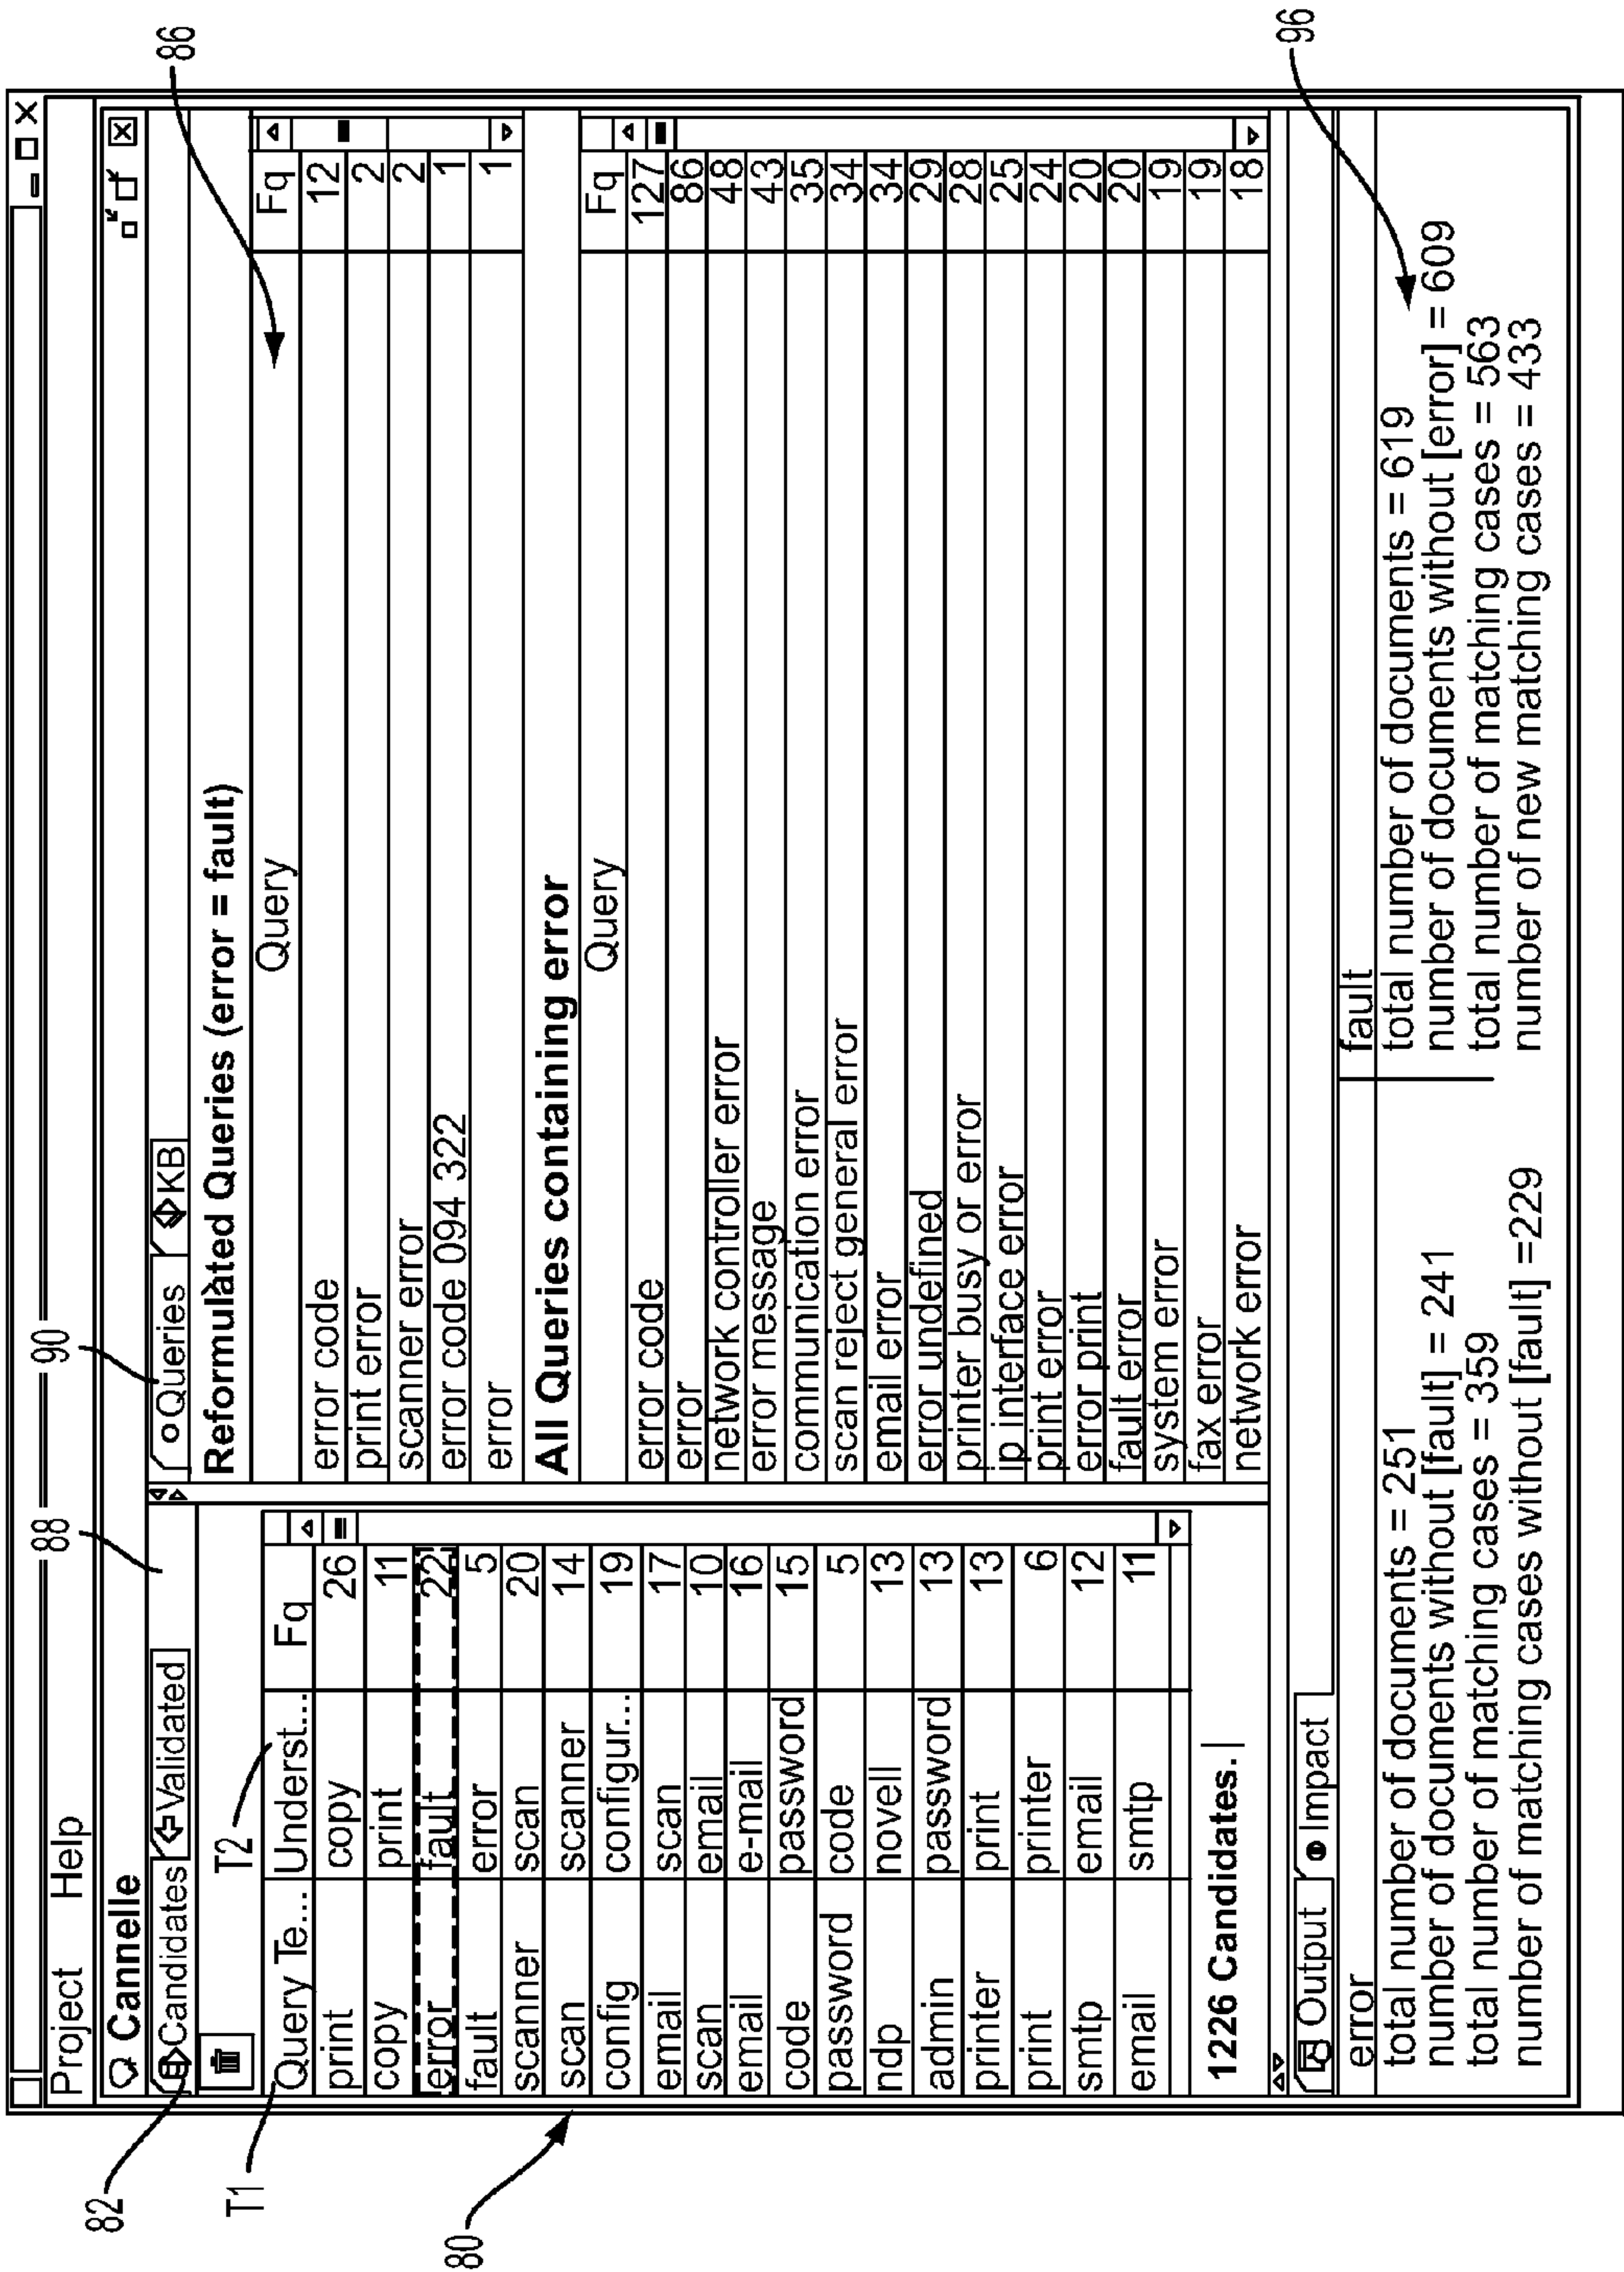 88 90
Project Help
Cannelle
Candidates Validated
Queries KB
82
T1
T2
80
86
96
Query Te... Underst... Fq
print copy 26
copy print 11
error fault 22
fault error 5
scanner scan 20
scan scanner 14
config configur... 19
email scan 17
scan email 10
email e-mail 16
code password 15
password code 5
ndp novell 13
admin password 13
printer print 13
print printer 6
smtp email 12
email smtp 11
1226 Candidates.
Reformulated Queries (error = fault)
Query Fq
error code 12
print error 2
scanner error 2
error code 094 322 1
error 1
All Queries containing error
Query Fq
error code 127
error 86
network controller error 48
error message 43
communication error 35
scan reject general error 34
email error 34
error undefined 29
printer busy or error 28
ip interface error 25
print error 24
error print 20
fault error 20
system error 19
fax error 19
network error 18
Output Impact
error
total number of documents = 251
number of documents without [fault] = 241
total number of matching cases = 359
number of matching cases without [fault] =229
fault
total number of documents = 619
number of documents without [error] = 609
total number of matching cases = 563
number of new matching cases = 433